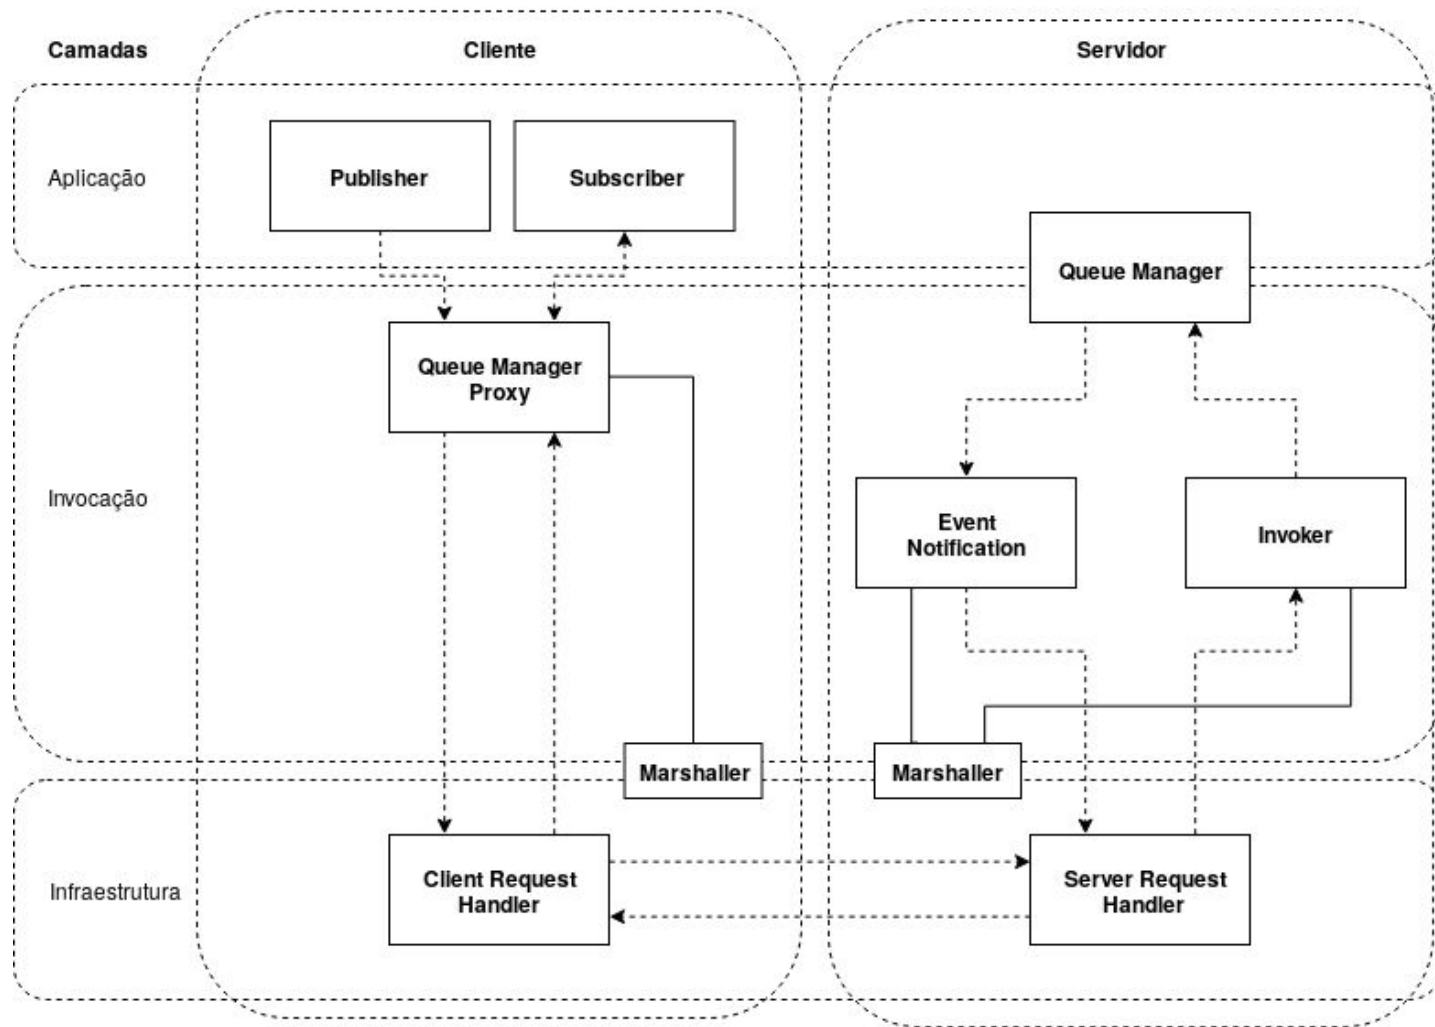 Camadas
Cliente
Servidor
Aplicação
Publisher
Subscriber
Queue Manager
Queue Manager
Proxy
Invocação
Event
Notification
Invoker
Marshaller
Marshaller
Infraestrutura
Client Request
Handler
Server Request
Handler